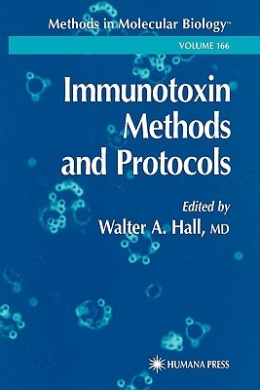 Methods in Molecular Biology™
VOLUME 166
Immunotoxin
Methods
and Protocols
Edited by
Walter A. Hall, MD
HUMANA PRESS